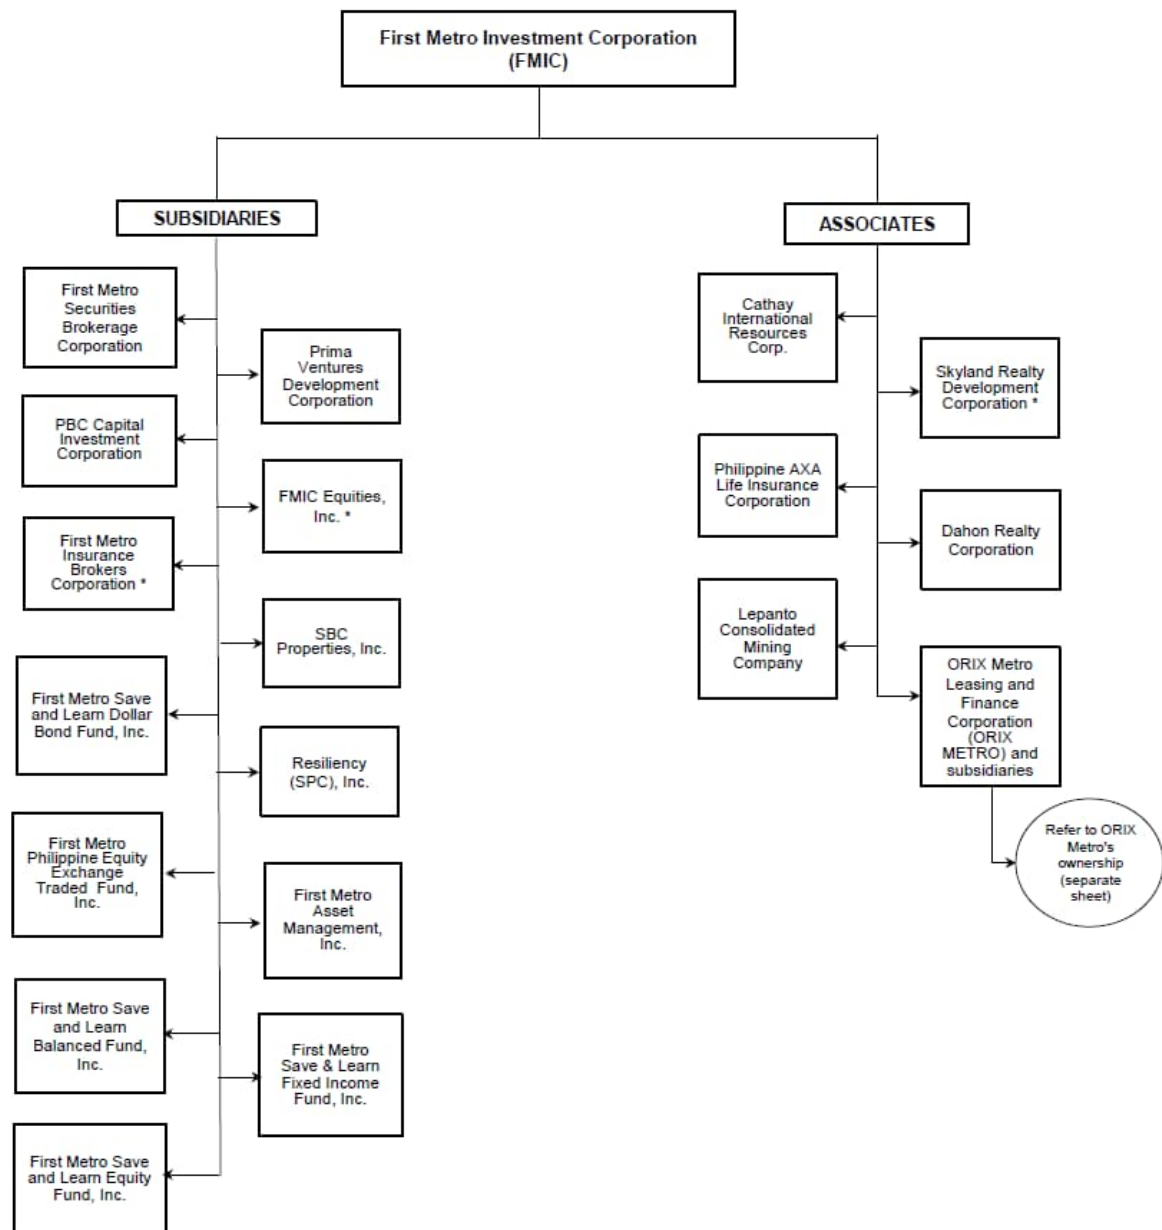 First Metro Investment Corporation
(FMIC)
SUBSIDIARIES
First Metro
Securities
Brokerage
Corporation
Prima
Ventures
Development
Corporation
PBC Capital
Investment
Corporation
FMIC Equities,
Inc. *
First Metro
Insurance
Brokers
Corporation *
SBC
Properties, Inc.
First Metro Save
and Learn Dollar
Bond Fund, Inc.
Resiliency
(SPC), Inc.
First Metro
Philippine Equity
Exchange
Traded Fund,
Inc.
First Metro
Asset
Management,
Inc.
First Metro Save
and Learn
Balanced Fund,
Inc.
First Metro
Save & Learn
Fixed Income
Fund, Inc.
First Metro Save
and Learn Equity
Fund, Inc.
ASSOCIATES
Cathay
International
Resources
Corp.
Skyland Realty
Development
Corporation *
Philippine AXA
Life Insurance
Corporation
Dahon Realty
Corporation
Lepanto
Consolidated
Mining
Company
ORIX Metro
Leasing and
Finance
Corporation
(ORIX
METRO) and
subsidiaries
Refer to ORIX
Metro's
ownership
(separate
sheet)